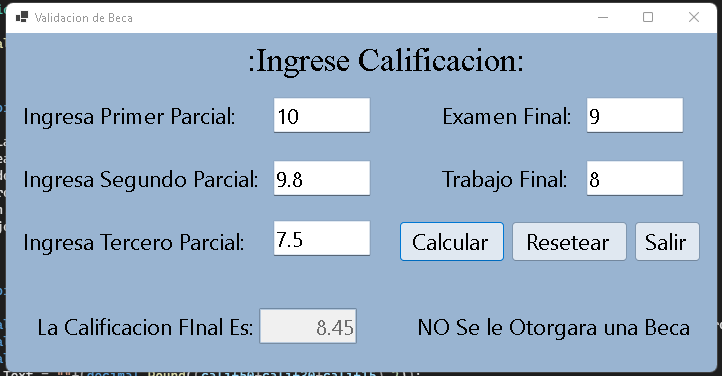 Validacion de Beca
:Ingrese Calificacion:
Ingresa Primer Parcial: 10 Examen Final: 9
Ingresa Segundo Parcial: 9.8 Trabajo Final: 8
Ingresa Tercero Parcial: 7.5 Calcular Resetear Salir
La Calificacion FInal Es: 8.45 NO Se le Otorgara una Beca